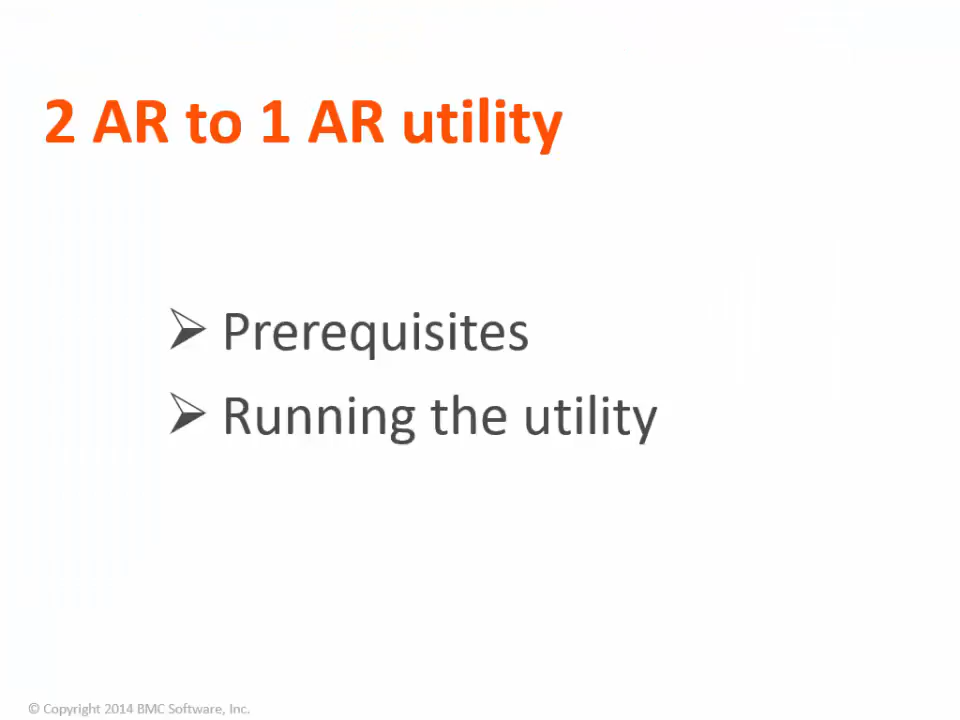 2 AR to 1 AR utility
➢ Prerequisites
➢ Running the utility
© Copyright 2014 BMC Software, Inc.